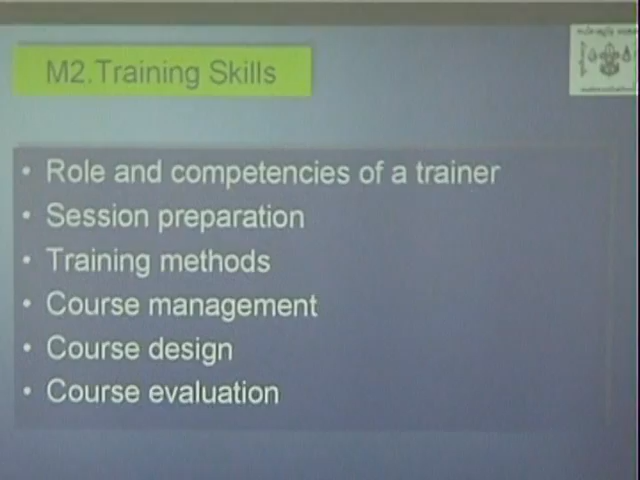 M2.Training Skills
• Role and competencies of a trainer
• Session preparation
• Training methods
• Course management
• Course design
• Course evaluation